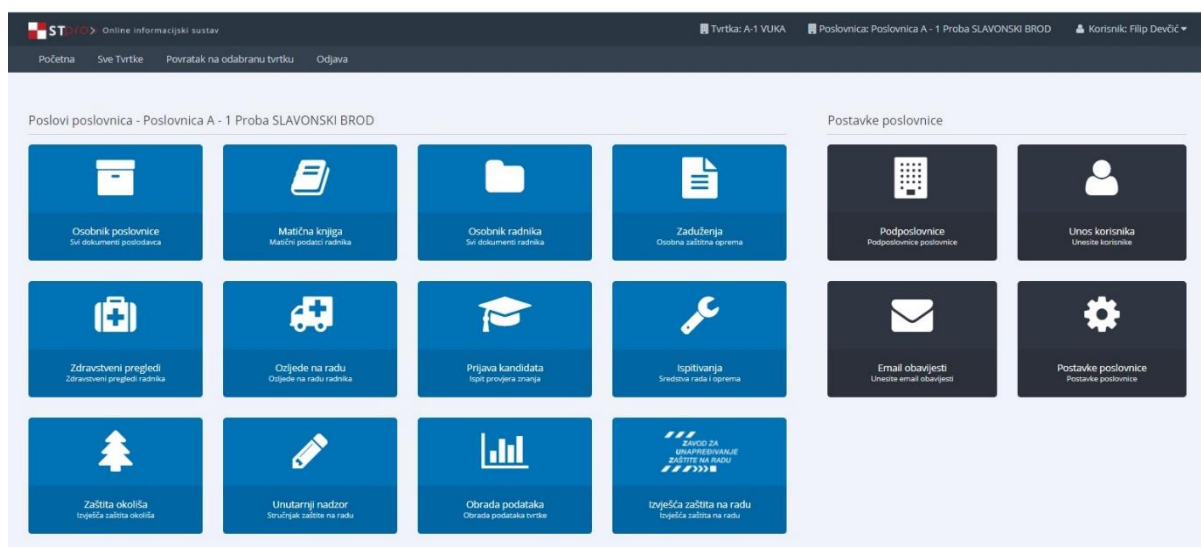 STpro> Online informacijski sustav
Tvrtka: A-1 VUKA
Poslovnica: Poslovnica A - 1 Proba SLAVONSKI BROD
Korisnik: Filip Devčić
Početna
Sve Tvrtke
Povratak na odabranu tvrtku
Odjava
Poslovi poslovnica - Poslovnica A - 1 Proba SLAVONSKI BROD
Osobnik poslovnice
Svi dokumenti poslodavca
Matična knjiga
Matični podatci radnika
Osobnik radnika
Svi dokumenti radnika
Zaduženja
Osobna zaštitna oprema
Zdravstveni pregledi
Zdravstveni pregledi radnika
Ozljede na radu
Ozljede na radu radnika
Prijava kandidata
Ispit provjera znanja
Ispitivanja
Sredstva rada i oprema
Zaštita okoliša
Izvješća zaštita okoliša
Unutarnji nadzor
Stručnjak zaštite na radu
Obrada podataka
Obrada podataka tvrtke
ZAVOD ZA
UNAPREĐIVANJE
ZAŠTITE NA RADU
Izvješća zaštita na radu
Izvješća zaštita na radu
Postavke poslovnice
Podposlovnice
Podposlovnice poslovnice
Unos korisnika
Unesite korisnike
Email obavijesti
Unesite email obavijesti
Postavke poslovnice
Postavke poslovnice